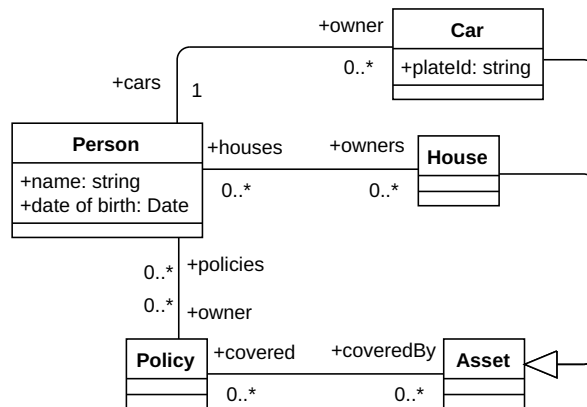 +owner
Car
0..*
+plateId: string
+cars
1
Person
+houses
+owners
House
+name: string
+date of birth: Date
0..*
0..*
0..*
+policies
0..*
+owner
Policy
+covered
+coveredBy
Asset
0..*
0..*